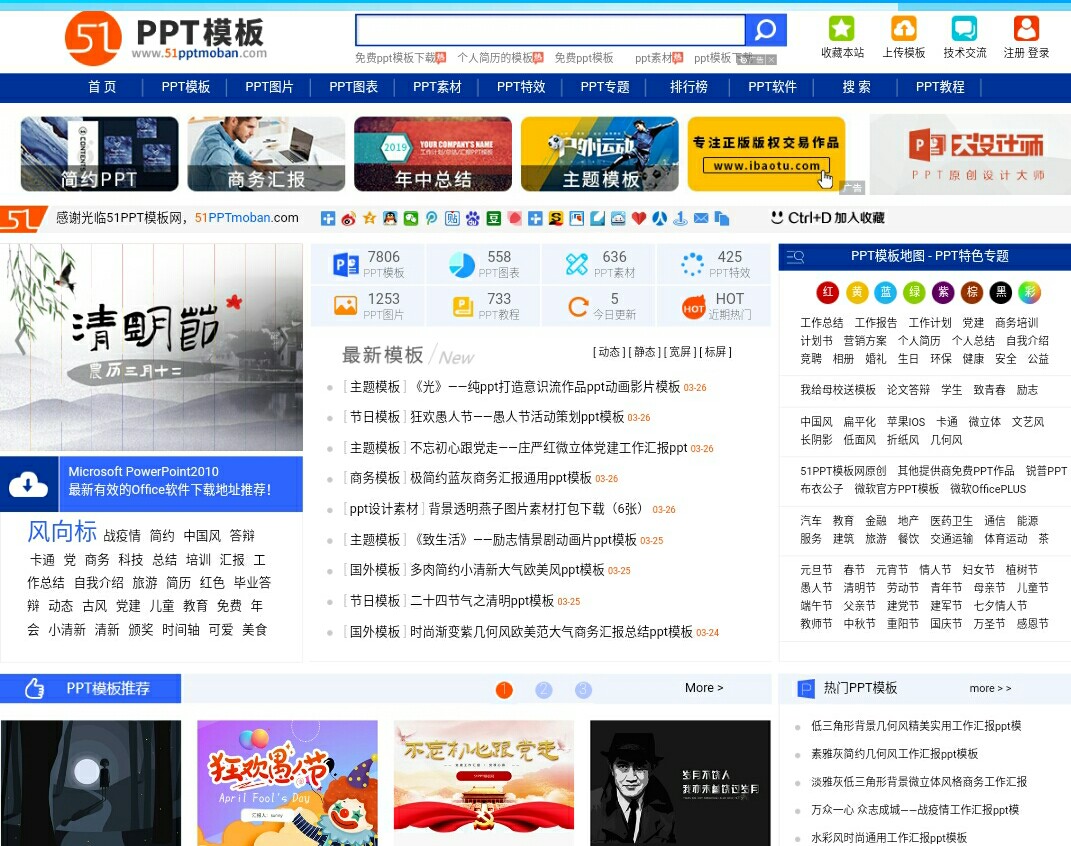 51 PPT模板
www.51pptmoban.com
免费ppt模板下载 个人简历的模板 免费ppt模板 ppt素材 ppt模板下载
广告
收藏本站 上传模板 技术交流 注册 登录
首 页 PPT模板 PPT图片 PPT图表 PPT素材 PPT特效 PPT专题 排行榜 PPT软件 搜 索 PPT教程
简约PPT
CONTENT
商务汇报
2019 YOUR COMPANY'S NAME
年中总结
户外运动
主题模板
专注正版版权交易作品
www.ibaotu.com
广告
大设计师
PPT原创设计大师
51 感谢光临51PPT模板网，51PPTmoban.com
Ctrl+D 加入收藏
清明節
農历三月十二
7806 PPT模板 558 PPT图表 636 PPT素材 425 PPT特效
1253 PPT图片 733 PPT教程 5 今日更新 HOT HOT 近期热门
最新模板 / New [ 动态 ] [ 静态 ] [ 宽屏 ] [ 标屏 ]
[ 主题模板 ] 《光》——纯ppt打造意识流作品ppt动画影片模板 03-26
[ 节日模板 ] 狂欢愚人节——愚人节活动策划ppt模板 03-26
[ 主题模板 ] 不忘初心跟党走——庄严红微立体党建工作汇报ppt 03-26
[ 商务模板 ] 极简约蓝灰商务汇报通用ppt模板 03-26
[ppt设计素材 ] 背景透明燕子图片素材打包下载（6张） 03-26
[ 主题模板 ] 《致生活》——励志情景剧动画片ppt模板 03-25
[ 国外模板 ] 多肉简约小清新大气欧美风ppt模板 03-25
[ 节日模板 ] 二十四节气之清明ppt模板 03-25
[ 国外模板 ] 时尚渐变紫几何风欧美范大气商务汇报总结ppt模板 03-24
Microsoft PowerPoint2010
最新有效的Office软件下载地址推荐！
风向标 战疫情 简约 中国风 答辩
卡通 党 商务 科技 总结 培训 汇报 工
作总结 自我介绍 旅游 简历 红色 毕业答
辩 动态 古风 党建 儿童 教育 免费 年
会 小清新 清新 颁奖 时间轴 可爱 美食
PPT模板地图 - PPT特色专题
红 黄 蓝 绿 紫 棕 黑 彩
工作总结 工作报告 工作计划 党建 商务培训
计划书 营销方案 个人简历 个人总结 自我介绍
竞聘 相册 婚礼 生日 环保 健康 安全 公益
我给母校送模板 论文答辩 学生 致青春 励志
中国风 扁平化 苹果IOS 卡通 微立体 文艺风
长阴影 低面风 折纸风 几何风
51PPT模板网原创 其他提供商免费PPT作品 锐普PPT
布衣公子 微软官方PPT模板 微软OfficePLUS
汽车 教育 金融 地产 医药卫生 通信 能源
服务 建筑 旅游 餐饮 交通运输 体育运动 茶
元旦节 春节 元宵节 情人节 妇女节 植树节
愚人节 清明节 劳动节 青年节 母亲节 儿童节
端午节 父亲节 建党节 建军节 七夕情人节
教师节 中秋节 重阳节 国庆节 万圣节 感恩节
PPT模板推荐 1 2 3 More >
狂欢愚人节
April Fool's Day
不忘初心跟党走
岁月不饶人
我亦未曾饶过岁月
热门PPT模板 more > >
低三角形背景几何风精美实用工作汇报ppt模
素雅灰简约几何风工作汇报ppt模板
淡雅灰低三角形背景微立体风格商务工作汇报
万众一心 众志成城——战疫情工作汇报ppt模
水彩风时尚通用工作汇报ppt模板